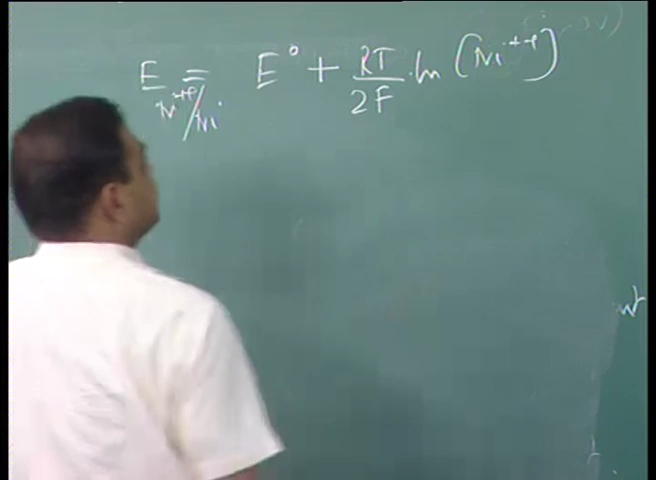 E Ni⁺⁺/Ni = E° + RT/2F ln (Ni⁺⁺)